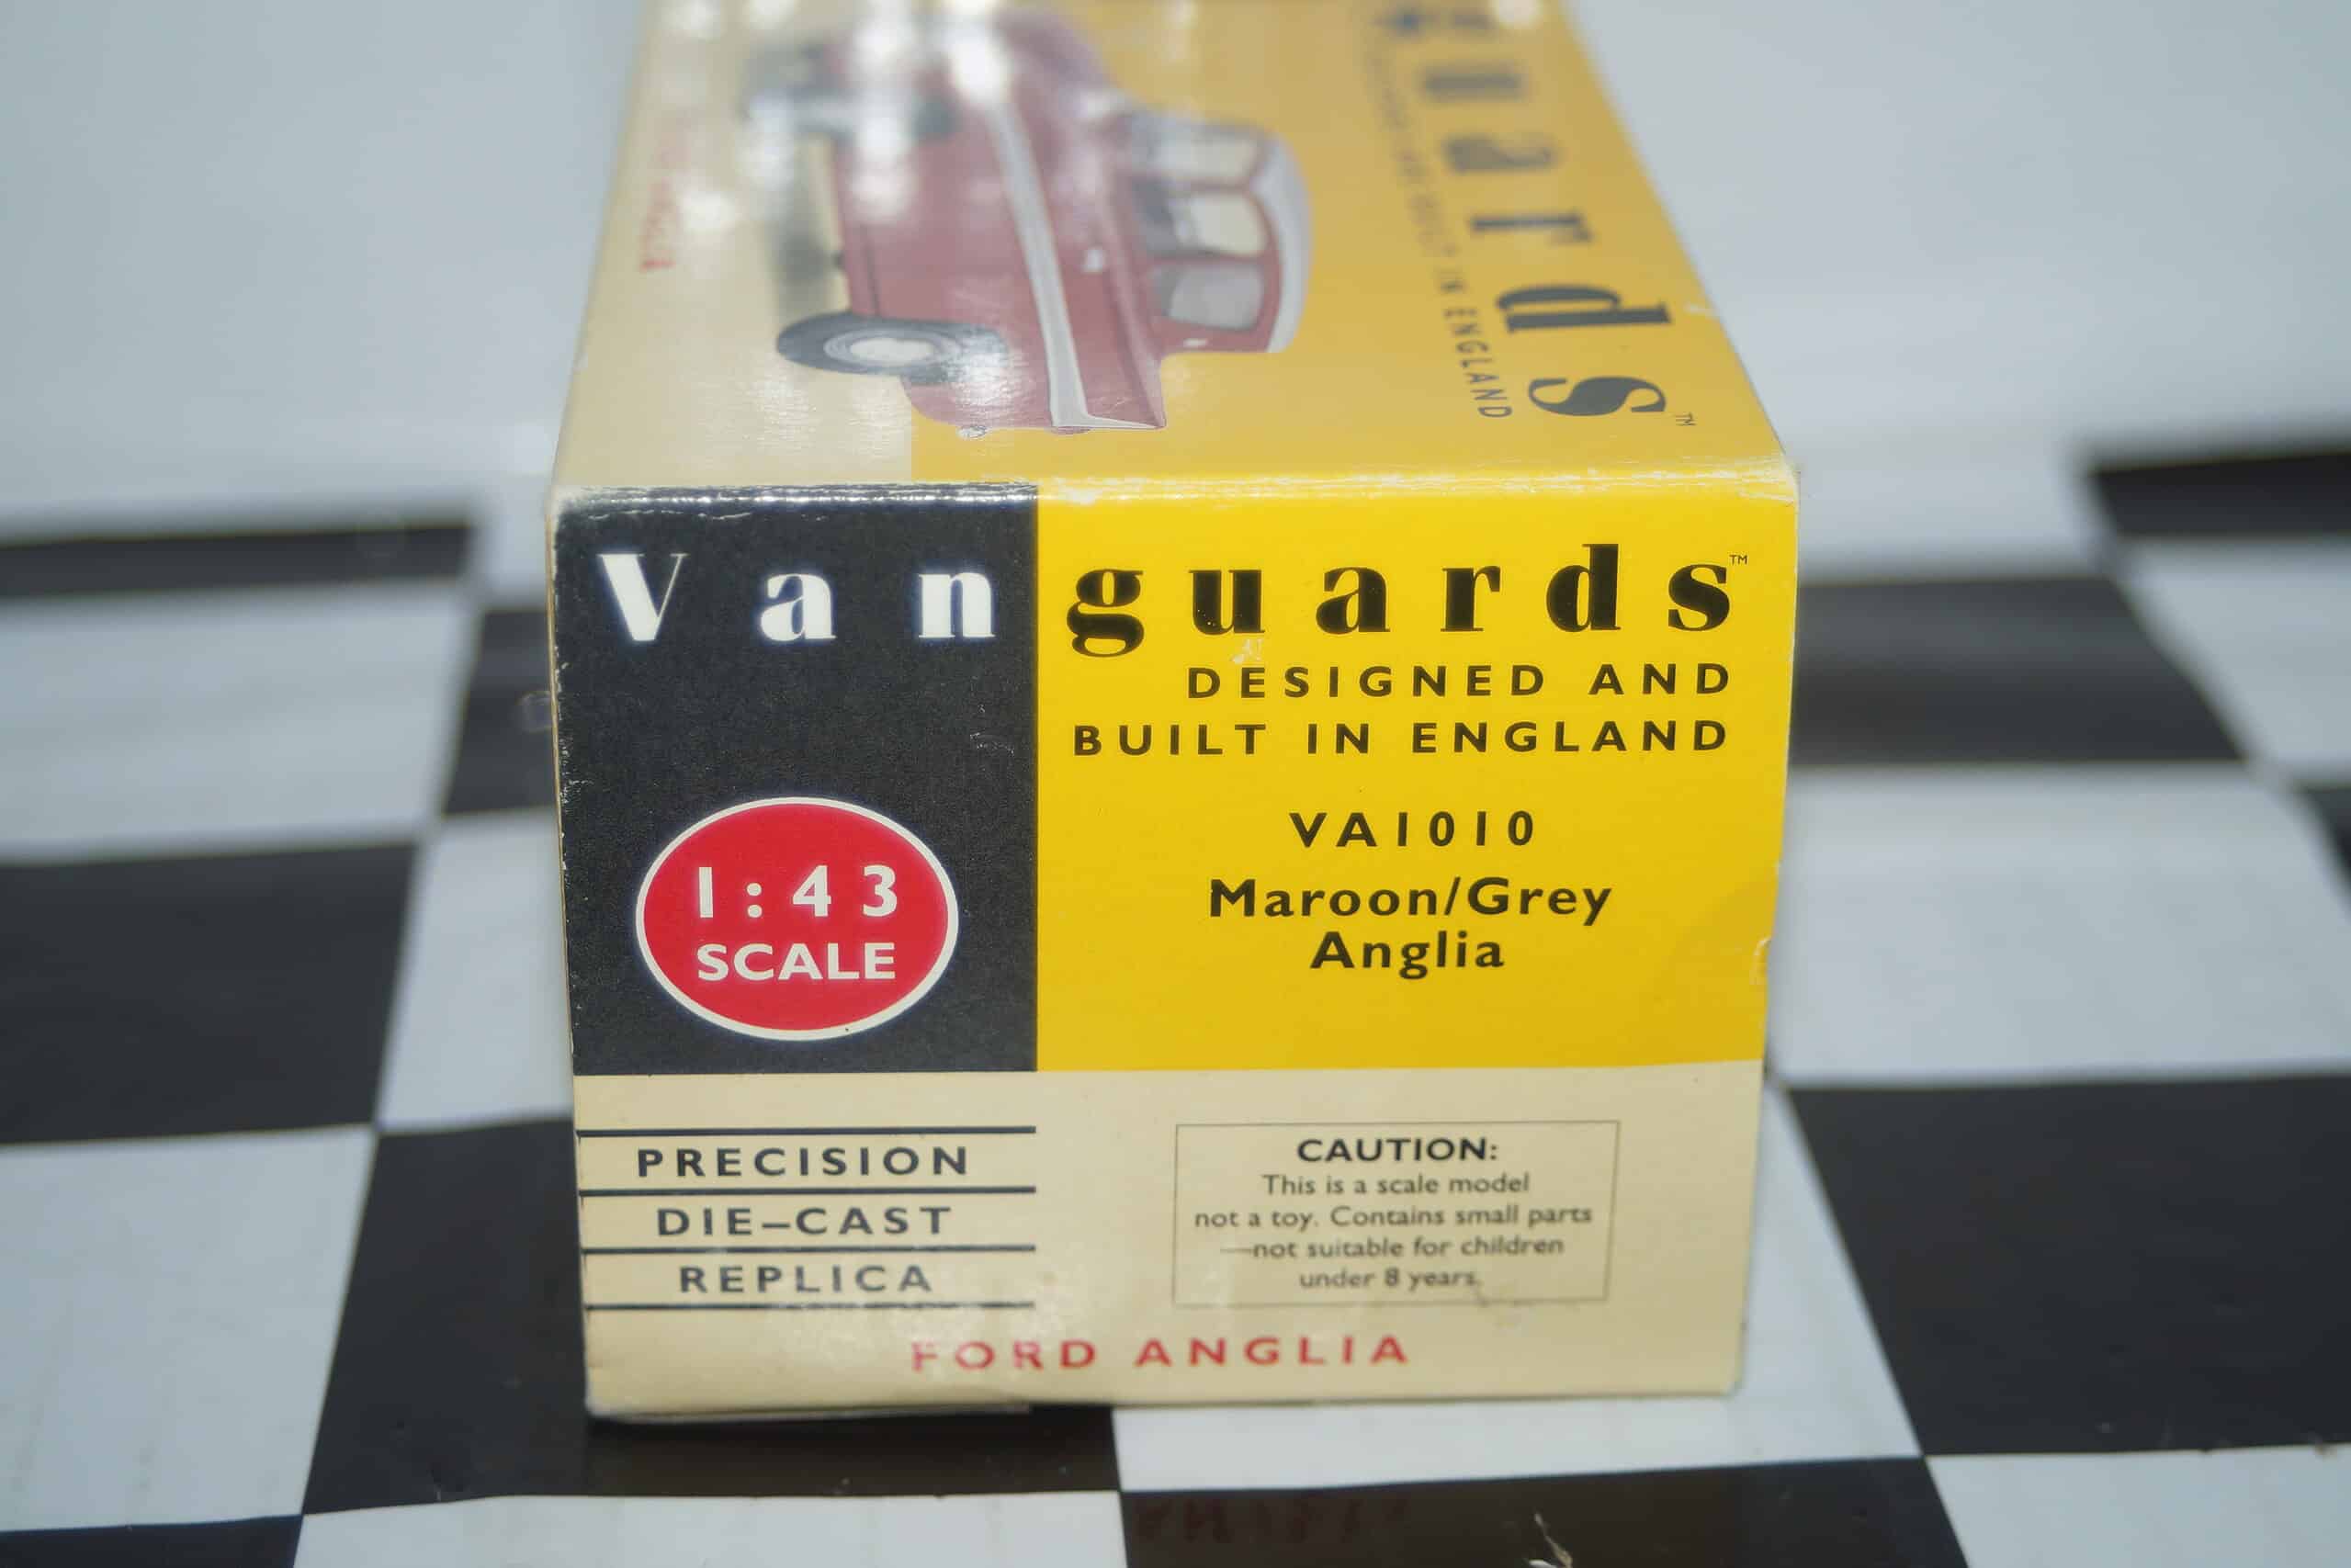 guards™
BUILT IN ENGLAND
Vanguards™
DESIGNED AND
BUILT IN ENGLAND
VA1010
Maroon/Grey
Anglia
1:43
SCALE
PRECISION
DIE–CAST
REPLICA
CAUTION:
This is a scale model
not a toy. Contains small parts
—not suitable for children
under 8 years.
FORD ANGLIA